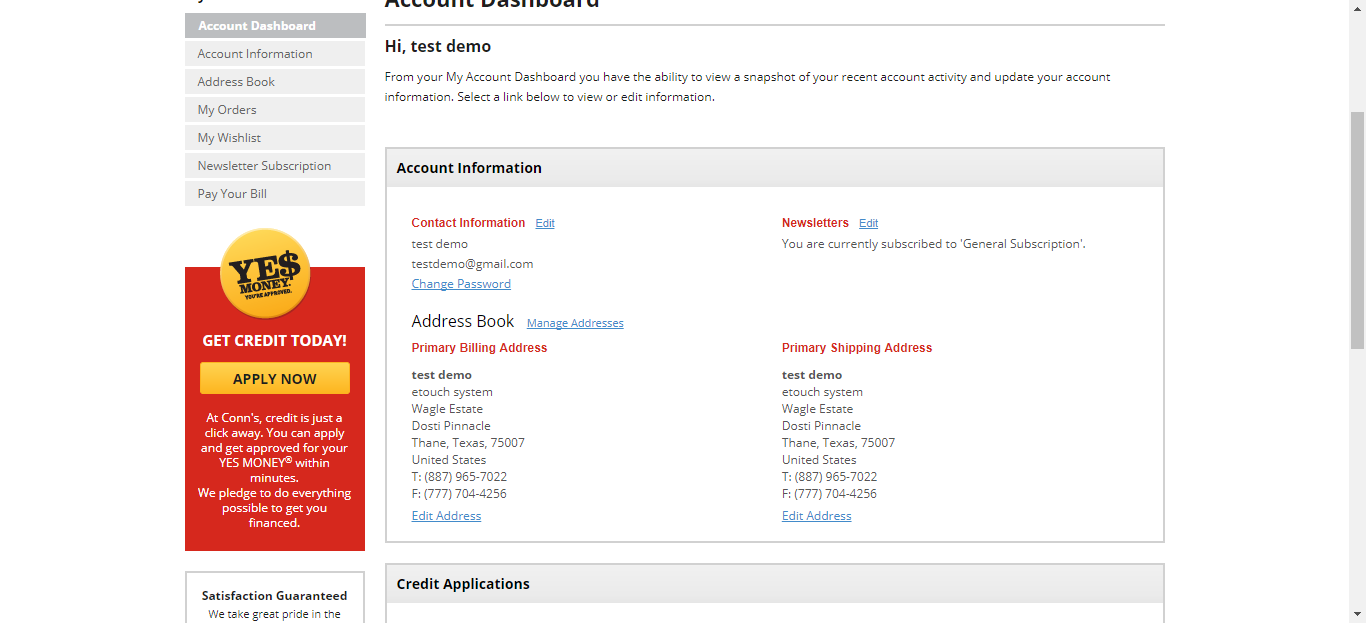 Account Dashboard
Account Dashboard
Account Information
Address Book
My Orders
My Wishlist
Newsletter Subscription
Pay Your Bill
YE$
MONEY.
YOU'RE APPROVED.
GET CREDIT TODAY!
APPLY NOW
At Conn's, credit is just a
click away. You can apply
and get approved for your
YES MONEY® within
minutes.
We pledge to do everything
possible to get you
financed.
Satisfaction Guaranteed
We take great pride in the
Hi, test demo
From your My Account Dashboard you have the ability to view a snapshot of your recent account activity and update your account
information. Select a link below to view or edit information.
Account Information
Contact Information Edit
test demo
testdemo@gmail.com
Change Password
Newsletters Edit
You are currently subscribed to 'General Subscription'.
Address Book Manage Addresses
Primary Billing Address
test demo
etouch system
Wagle Estate
Dosti Pinnacle
Thane, Texas, 75007
United States
T: (887) 965-7022
F: (777) 704-4256
Edit Address
Primary Shipping Address
test demo
etouch system
Wagle Estate
Dosti Pinnacle
Thane, Texas, 75007
United States
T: (887) 965-7022
F: (777) 704-4256
Edit Address
Credit Applications